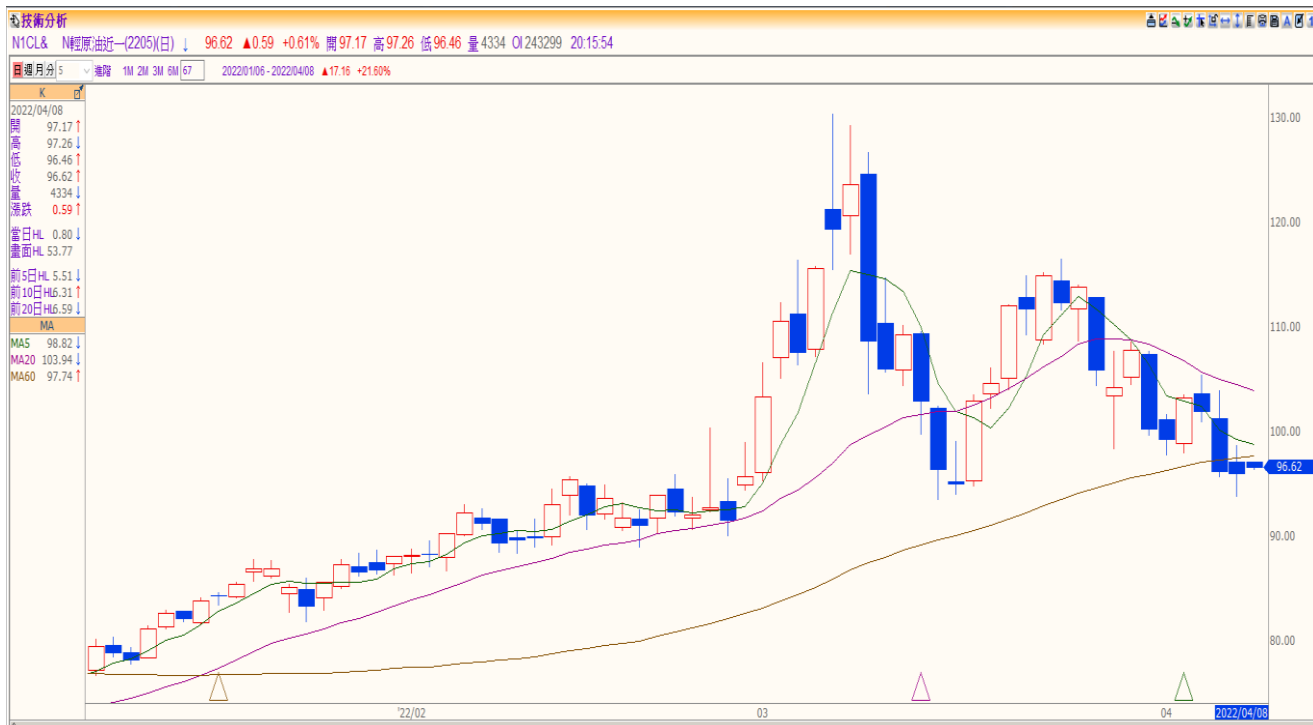 技術分析
N1CL& N輕原油近一(2205)(日) ↓ 96.62 ▲0.59 +0.61% 開 97.17 高 97.26 低 96.46 量 4334 OI 243299 20:15:54
日 週 月 分 5 進階 1M 2M 3M 6M 67 2022/01/06 - 2022/04/08 ▲17.16 +21.60%
K
2022/04/08
開 97.17 ↑
高 97.26 ↓
低 96.46 ↑
收 96.62 ↑
量 4334 ↓
漲跌 0.59 ↑
當日HL 0.80 ↓
畫面HL 53.77
前5日HL 5.51 ↓
前10日HL6.31 ↑
前20日HL6.59 ↓
MA
MA5 98.82 ↓
MA20 103.94 ↓
MA60 97.74 ↑
130.00
120.00
110.00
100.00
96.62
90.00
80.00
'22/02 03 04 2022/04/08